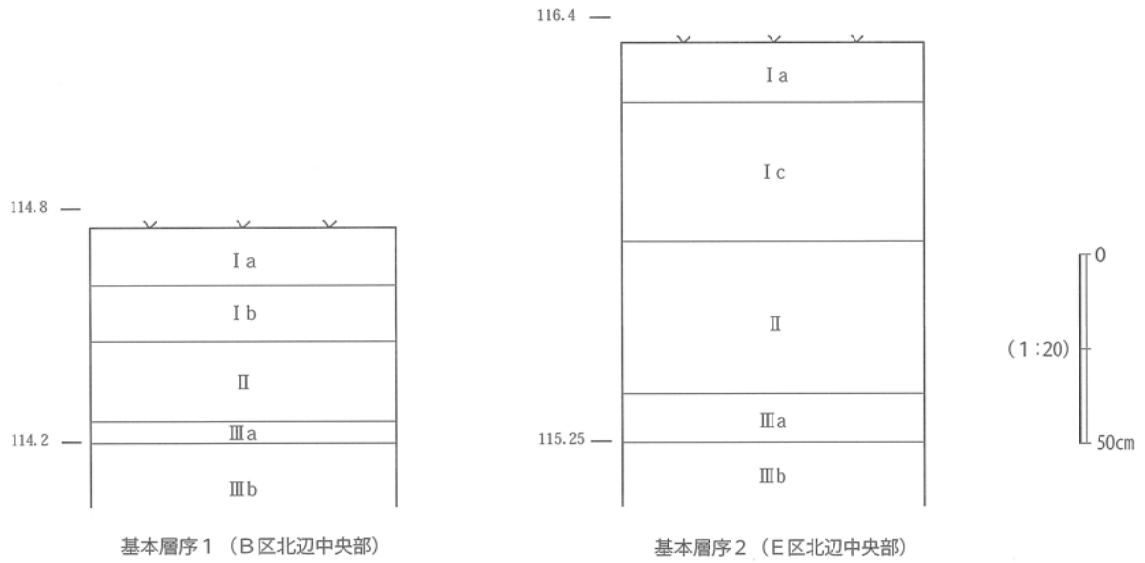 114.8
Ⅰa
Ⅰb
Ⅱ
Ⅲa
114.2
Ⅲb
基本層序1（B区北辺中央部）
116.4
Ⅰa
Ⅰc
Ⅱ
Ⅲa
115.25
Ⅲb
基本層序2（E区北辺中央部）
0
（1:20）
50cm